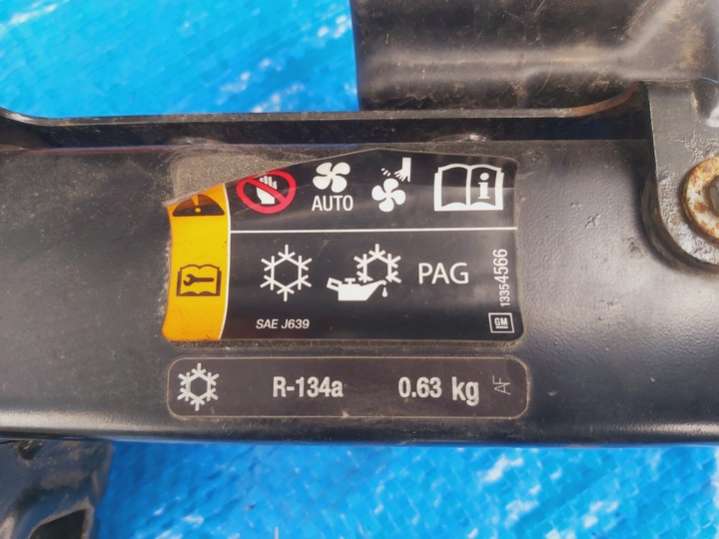 AUTO
PAG
13354566
SAE J639
GM
R-134a 0.63 kg AF